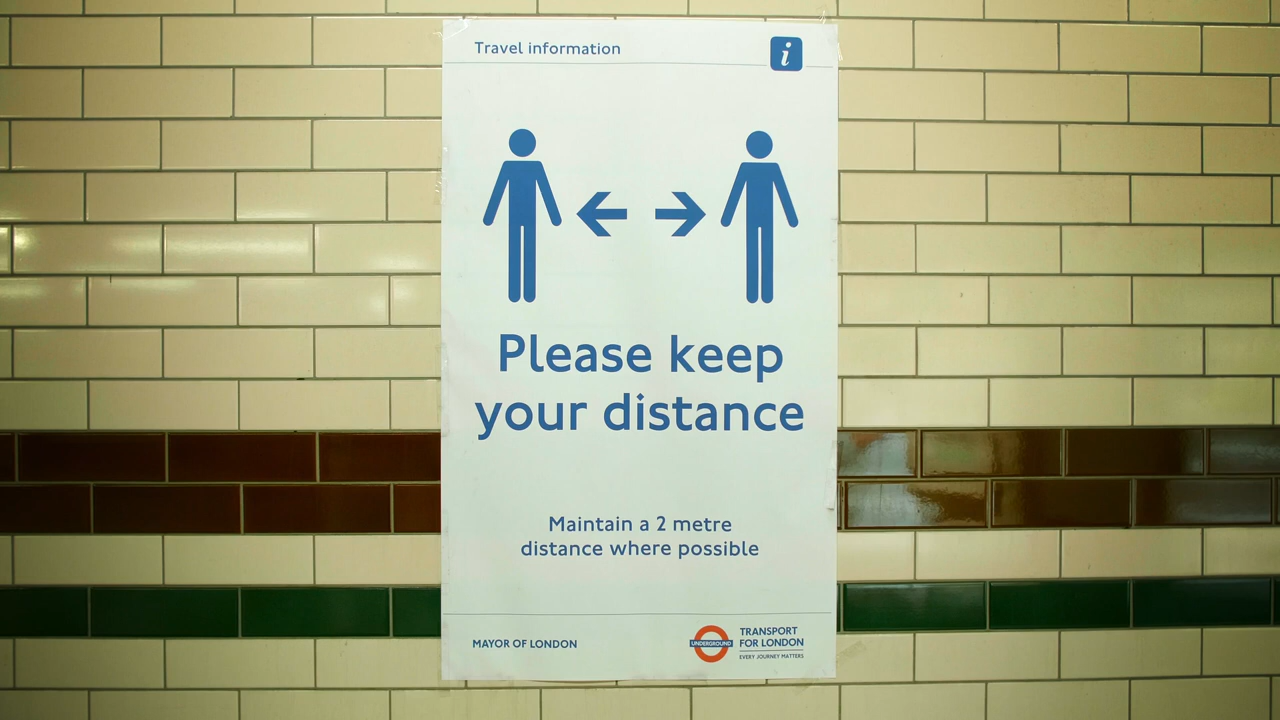 Travel information
i
Please keep
your distance
Maintain a 2 metre
distance where possible
MAYOR OF LONDON
UNDERGROUND
TRANSPORT
FOR LONDON
EVERY JOURNEY MATTERS